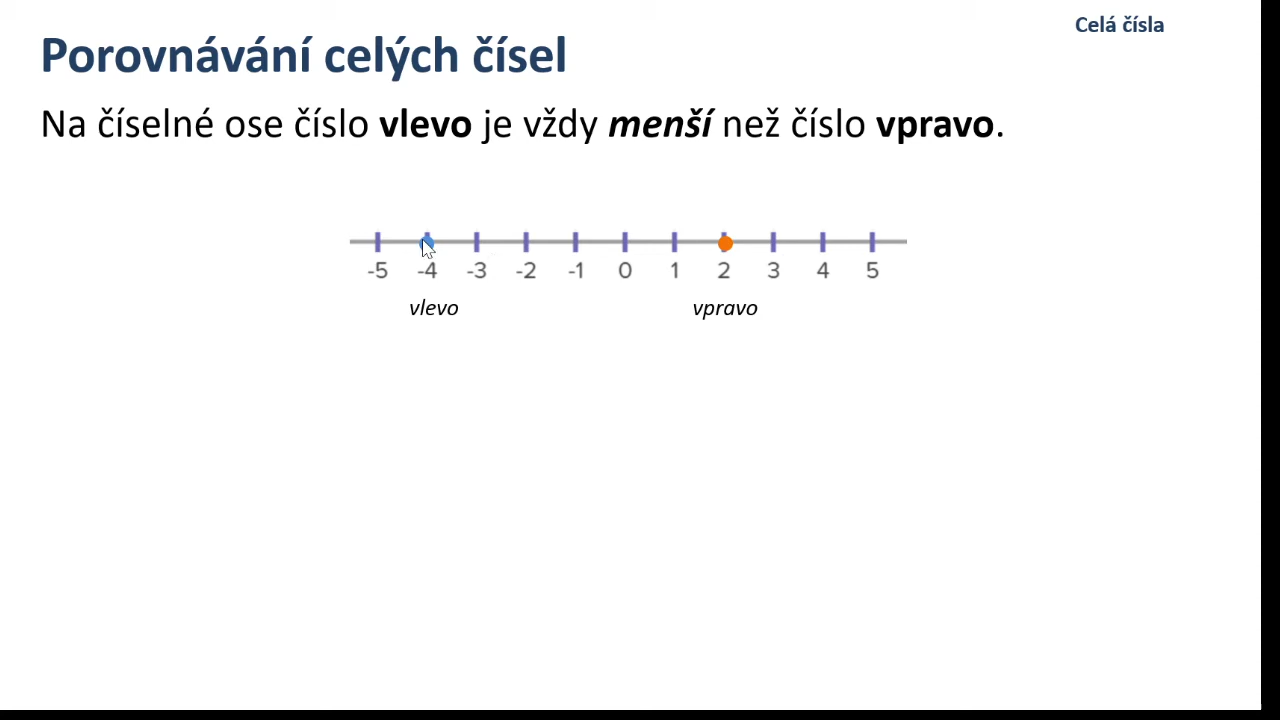 Celá čísla
Porovnávání celých čísel
Na číselné ose číslo vlevo je vždy menší než číslo vpravo.
-5 -4 -3 -2 -1 0 1 2 3 4 5
vlevo vpravo